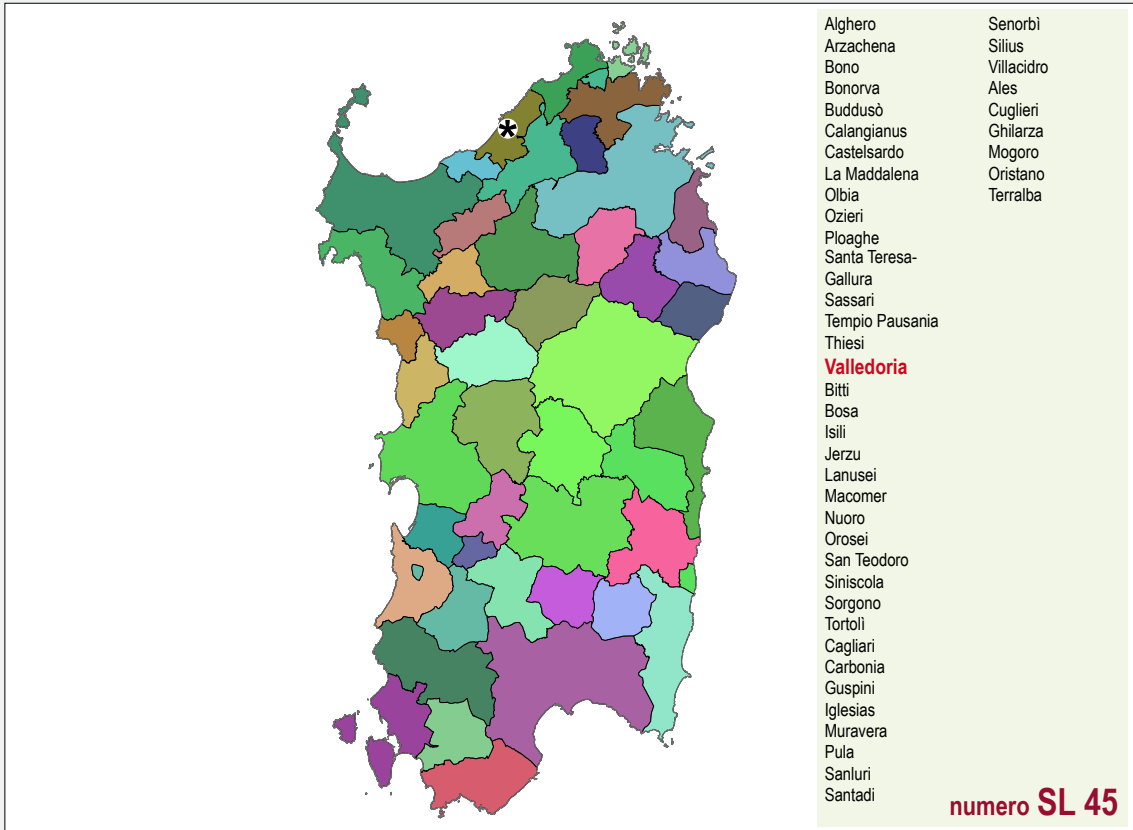 Alghero
Arzachena
Bono
Bonorva
Buddusò
Calangianus
Castelsardo
La Maddalena
Olbia
Ozieri
Ploaghe
Santa Teresa-
Gallura
Sassari
Tempio Pausania
Thiesi
Valledoria
Bitti
Bosa
Isili
Jerzu
Lanusei
Macomer
Nuoro
Orosei
San Teodoro
Siniscola
Sorgono
Tortolì
Cagliari
Carbonia
Guspini
Iglesias
Muravera
Pula
Sanluri
Santadi
Senorbì
Silius
Villacidro
Ales
Cuglieri
Ghilarza
Mogoro
Oristano
Terralba
numero SL 45
*